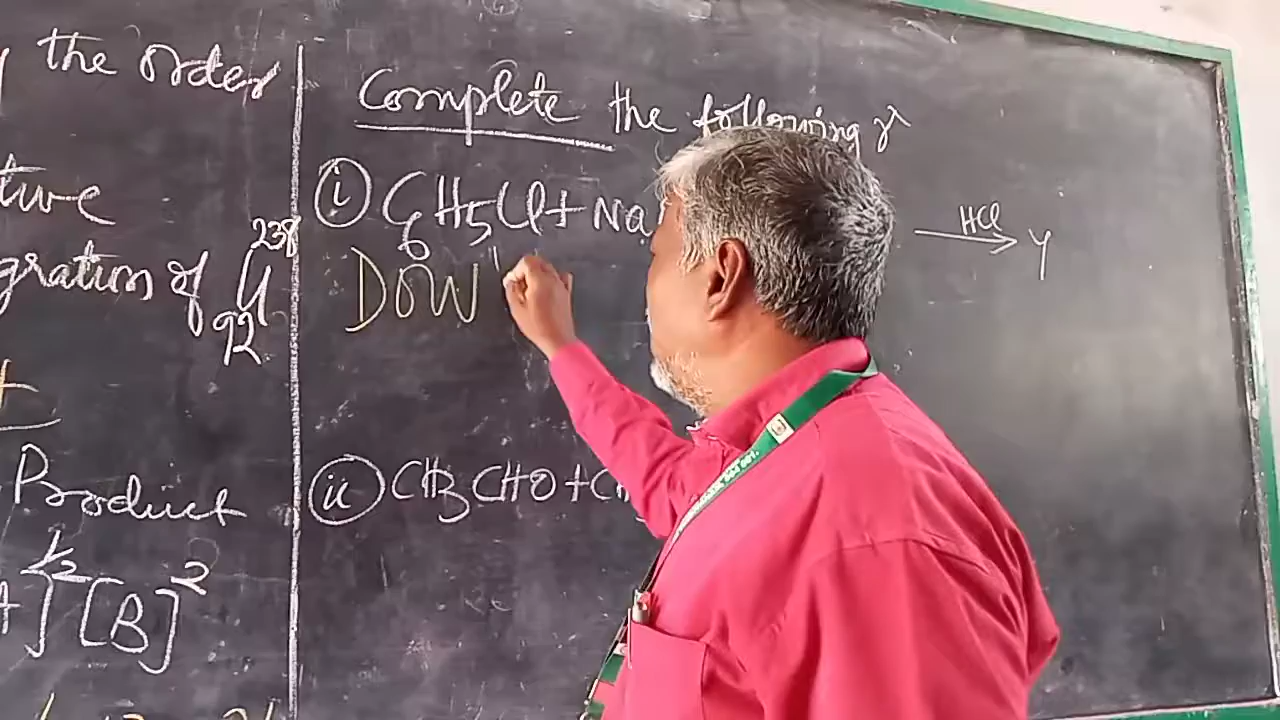 the order
tive
gration of 92 U 238
Product
]½ [B]²
Complete the following
i C6H5Cl + Na
HCl → Y
DOW"
ii CH3CHO + C